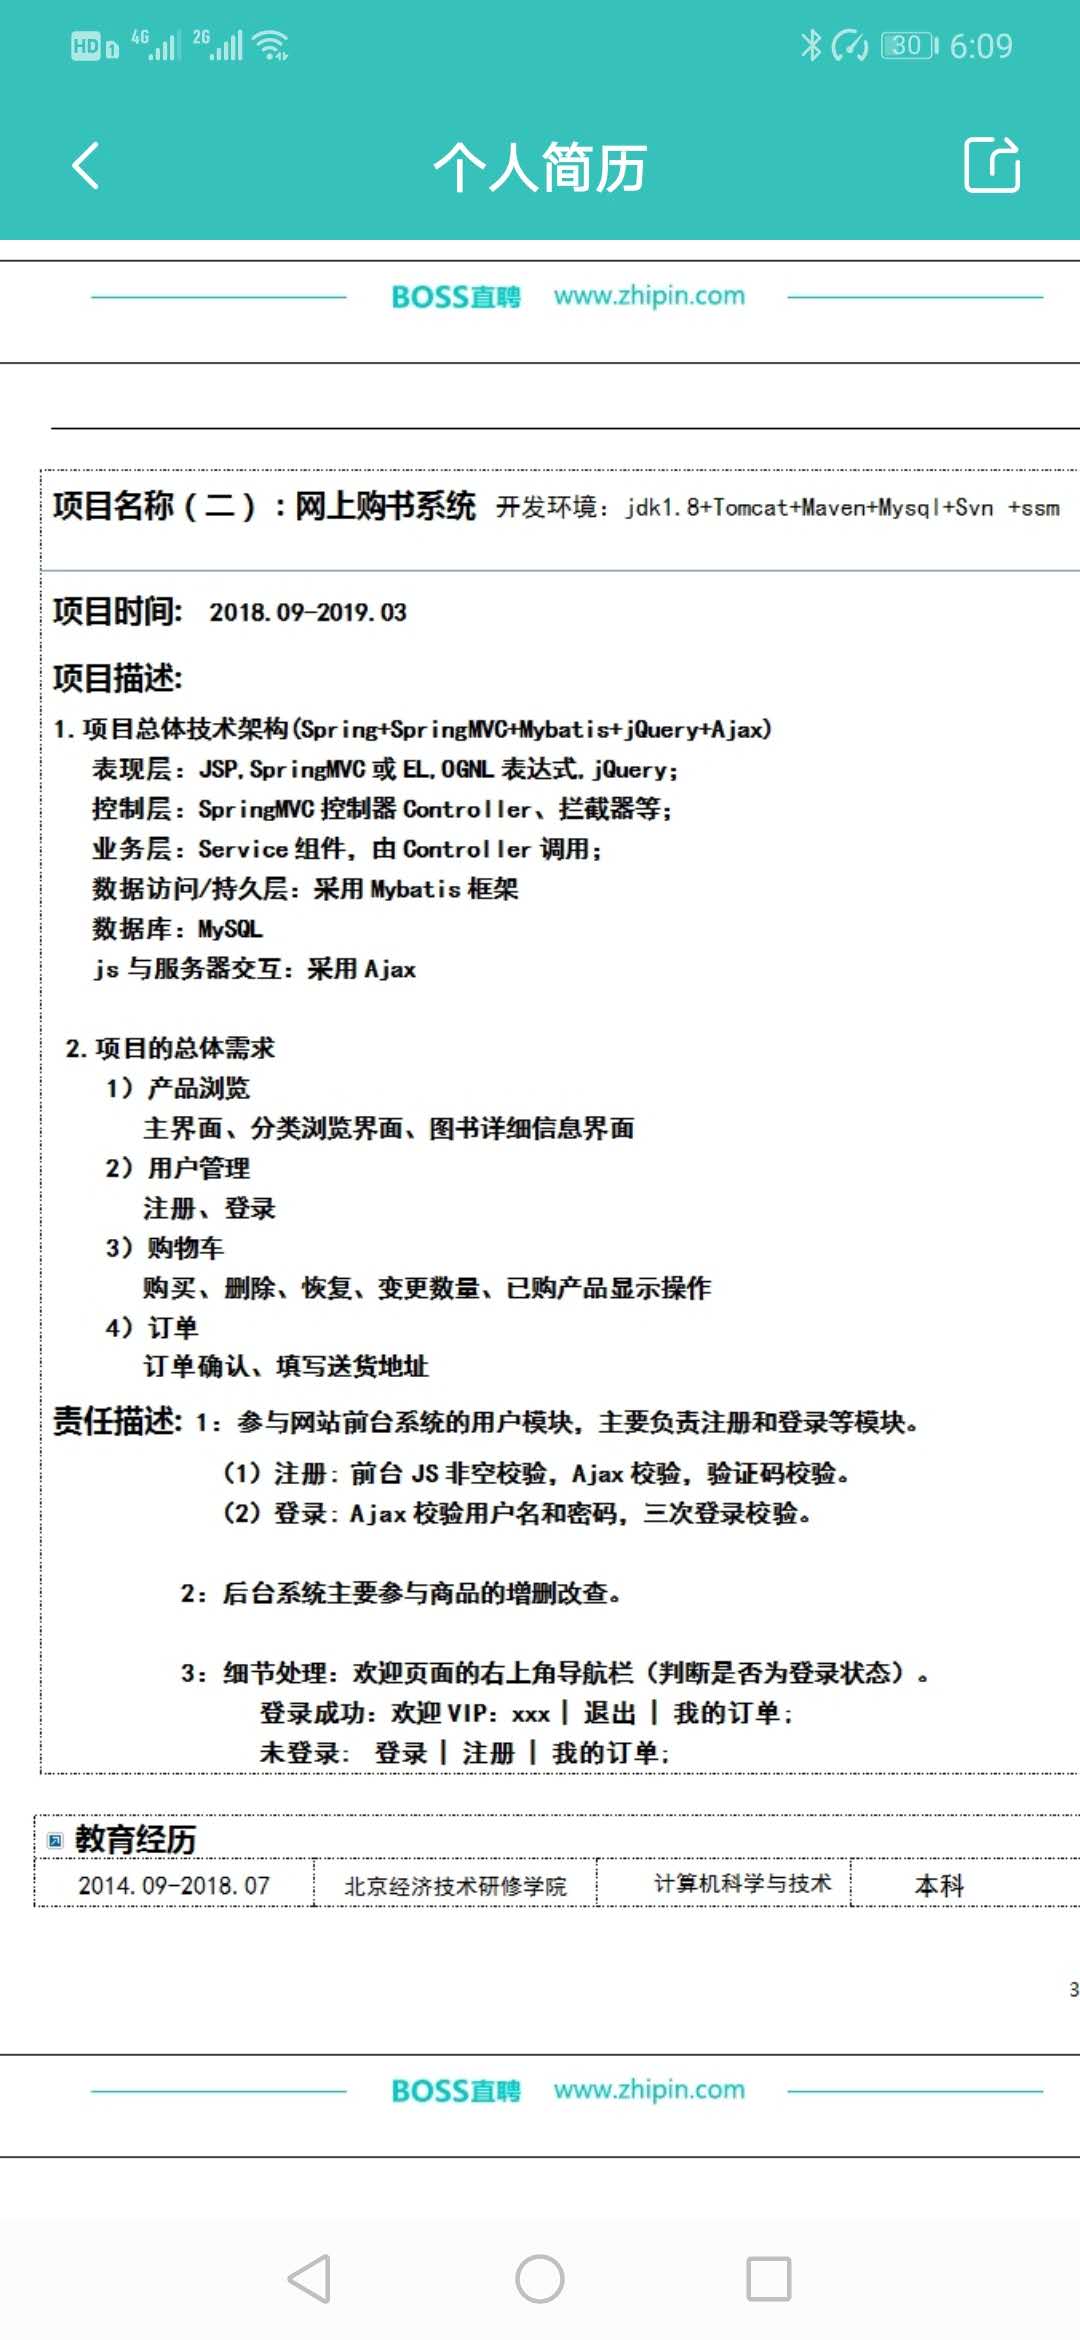 HD 1 4G 2G 30 6:09
个人简历
BOSS直聘 www.zhipin.com
项目名称（二）：网上购书系统 开发环境：jdk1.8+Tomcat+Maven+Mysql+Svn +ssm
项目时间： 2018.09-2019.03
项目描述：
1.项目总体技术架构(Spring+SpringMVC+Mybatis+jQuery+Ajax)
表现层：JSP,SpringMVC 或 EL,OGNL 表达式.jQuery；
控制层：SpringMVC 控制器 Controller、拦截器等；
业务层：Service 组件，由 Controller 调用；
数据访问/持久层：采用 Mybatis 框架
数据库：MySQL
js 与服务器交互：采用 Ajax
2.项目的总体需求
1）产品浏览
主界面、分类浏览界面、图书详细信息界面
2）用户管理
注册、登录
3）购物车
购买、删除、恢复、变更数量、已购产品显示操作
4）订单
订单确认、填写送货地址
责任描述：1：参与网站前台系统的用户模块，主要负责注册和登录等模块。
（1）注册：前台 JS 非空校验，Ajax 校验，验证码校验。
（2）登录：Ajax 校验用户名和密码，三次登录校验。
2：后台系统主要参与商品的增删改查。
3：细节处理：欢迎页面的右上角导航栏（判断是否为登录状态）。
登录成功：欢迎 VIP：xxx | 退出 | 我的订单；
未登录： 登录 | 注册 | 我的订单；
教育经历
2014.09-2018.07 北京经济技术研修学院 计算机科学与技术 本科
3
BOSS直聘 www.zhipin.com